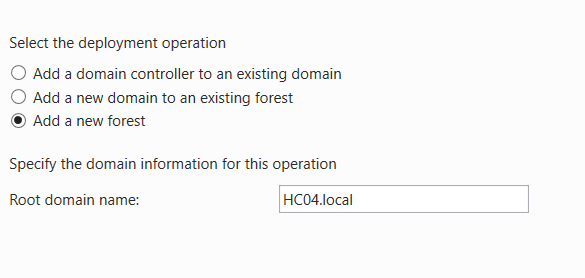 Select the deployment operation
Add a domain controller to an existing domain
Add a new domain to an existing forest
Add a new forest
Specify the domain information for this operation
Root domain name: HC04.local